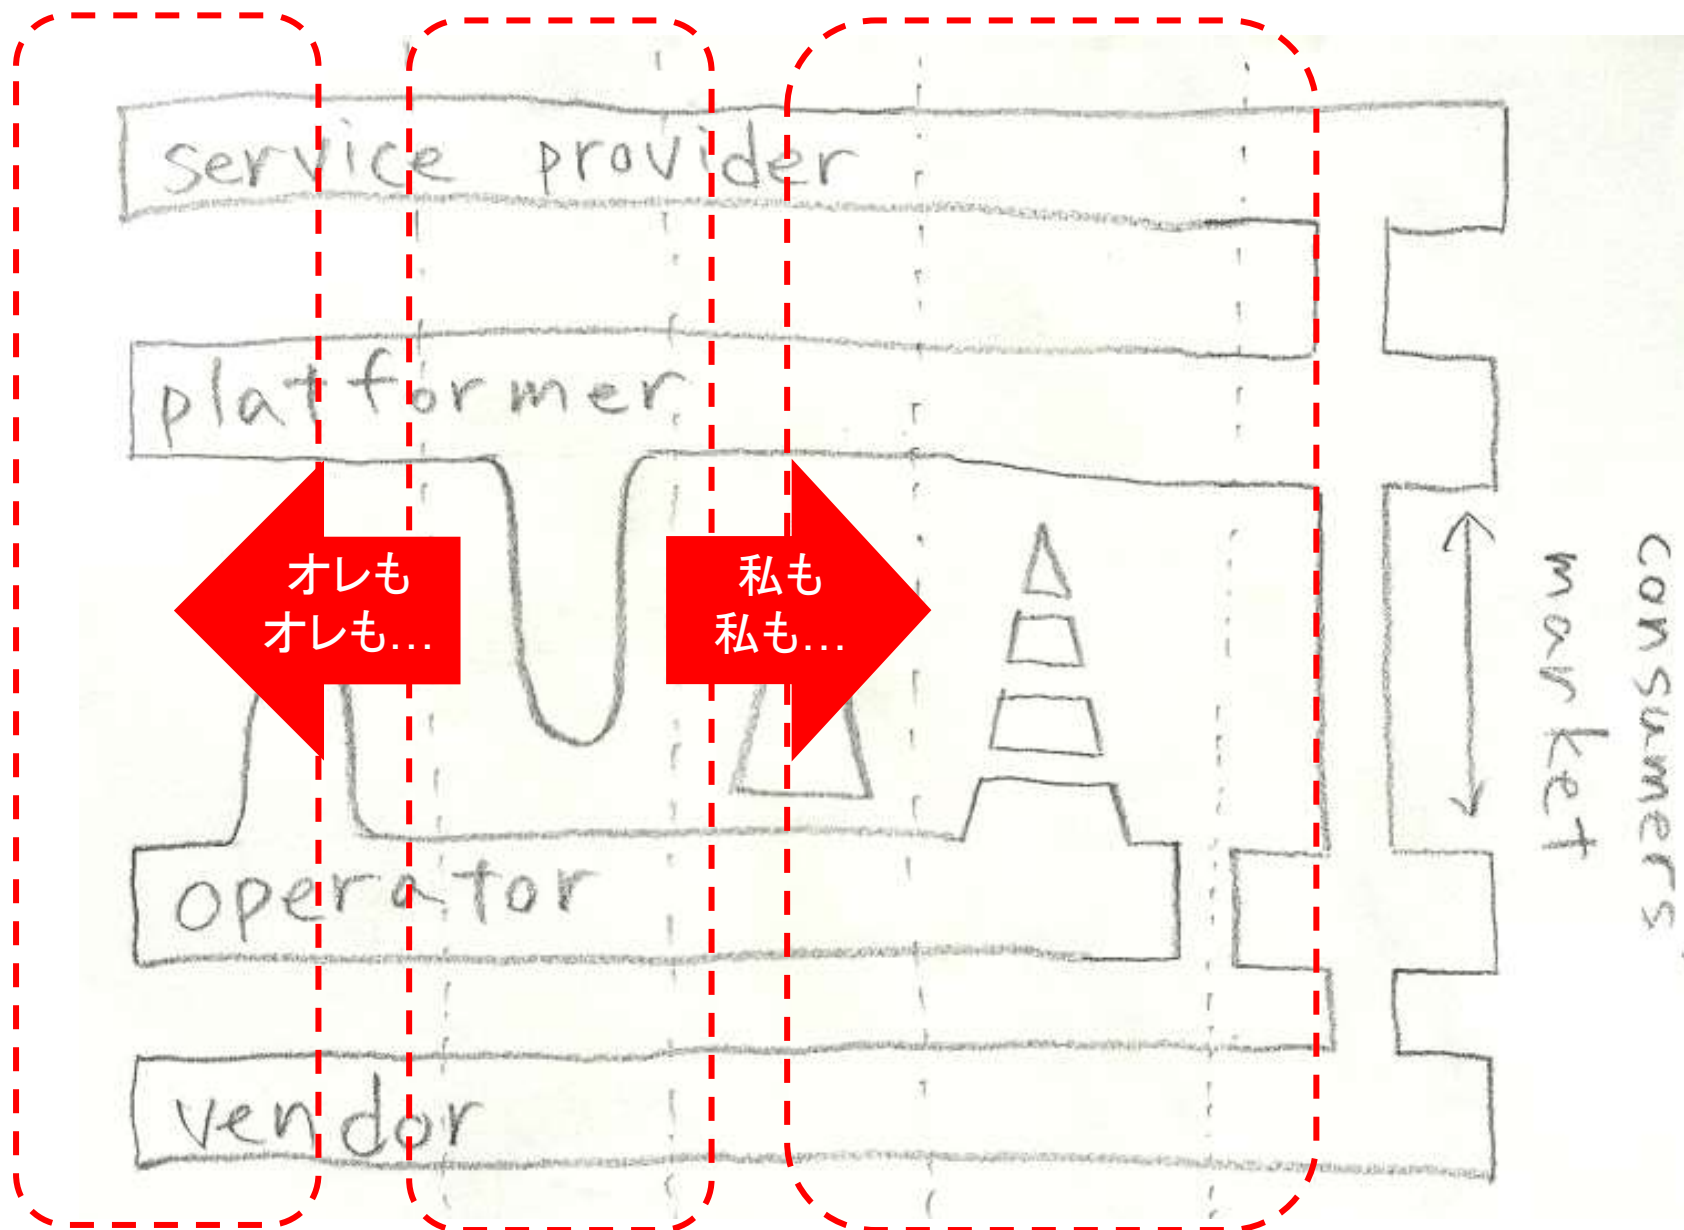 service provider
platformer
オレも
オレも…
私も
私も…
operator
vendor
consumers'
market